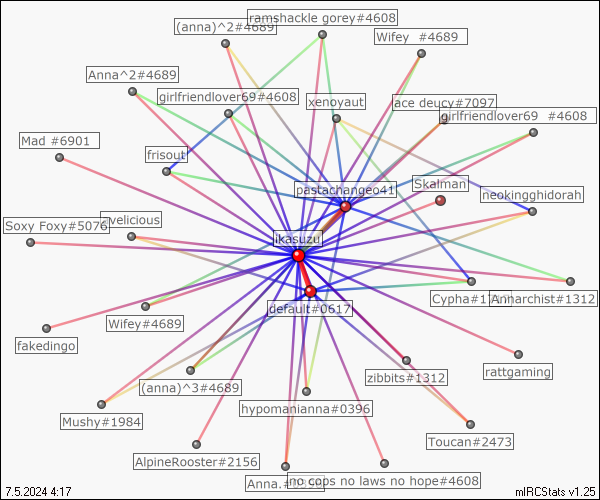 (anna)^2#4689
ramshackle gorey#4608
Wifey #4689
Anna^2#4689
girlfriendlover69#4608
xenoyaut
ace deucy#7097
girlfriendlover69 #4608
Mad #6901
frisout
pastachangeo41
Skalman
neokingghidorah
Soxy Foxy#5076
velicious
ikasuzu
Wifey#4689
default#0617
Cypha
Annarchist#1312
fakedingo
(anna)^3#4689
zibbits#1312
rattgaming
Mushy#1984
hypomanianna#0396
Toucan#2473
AlpineRooster#2156
Anna.
no cops no laws no hope#4608
7.5.2024 4:17
mIRCStats v1.25